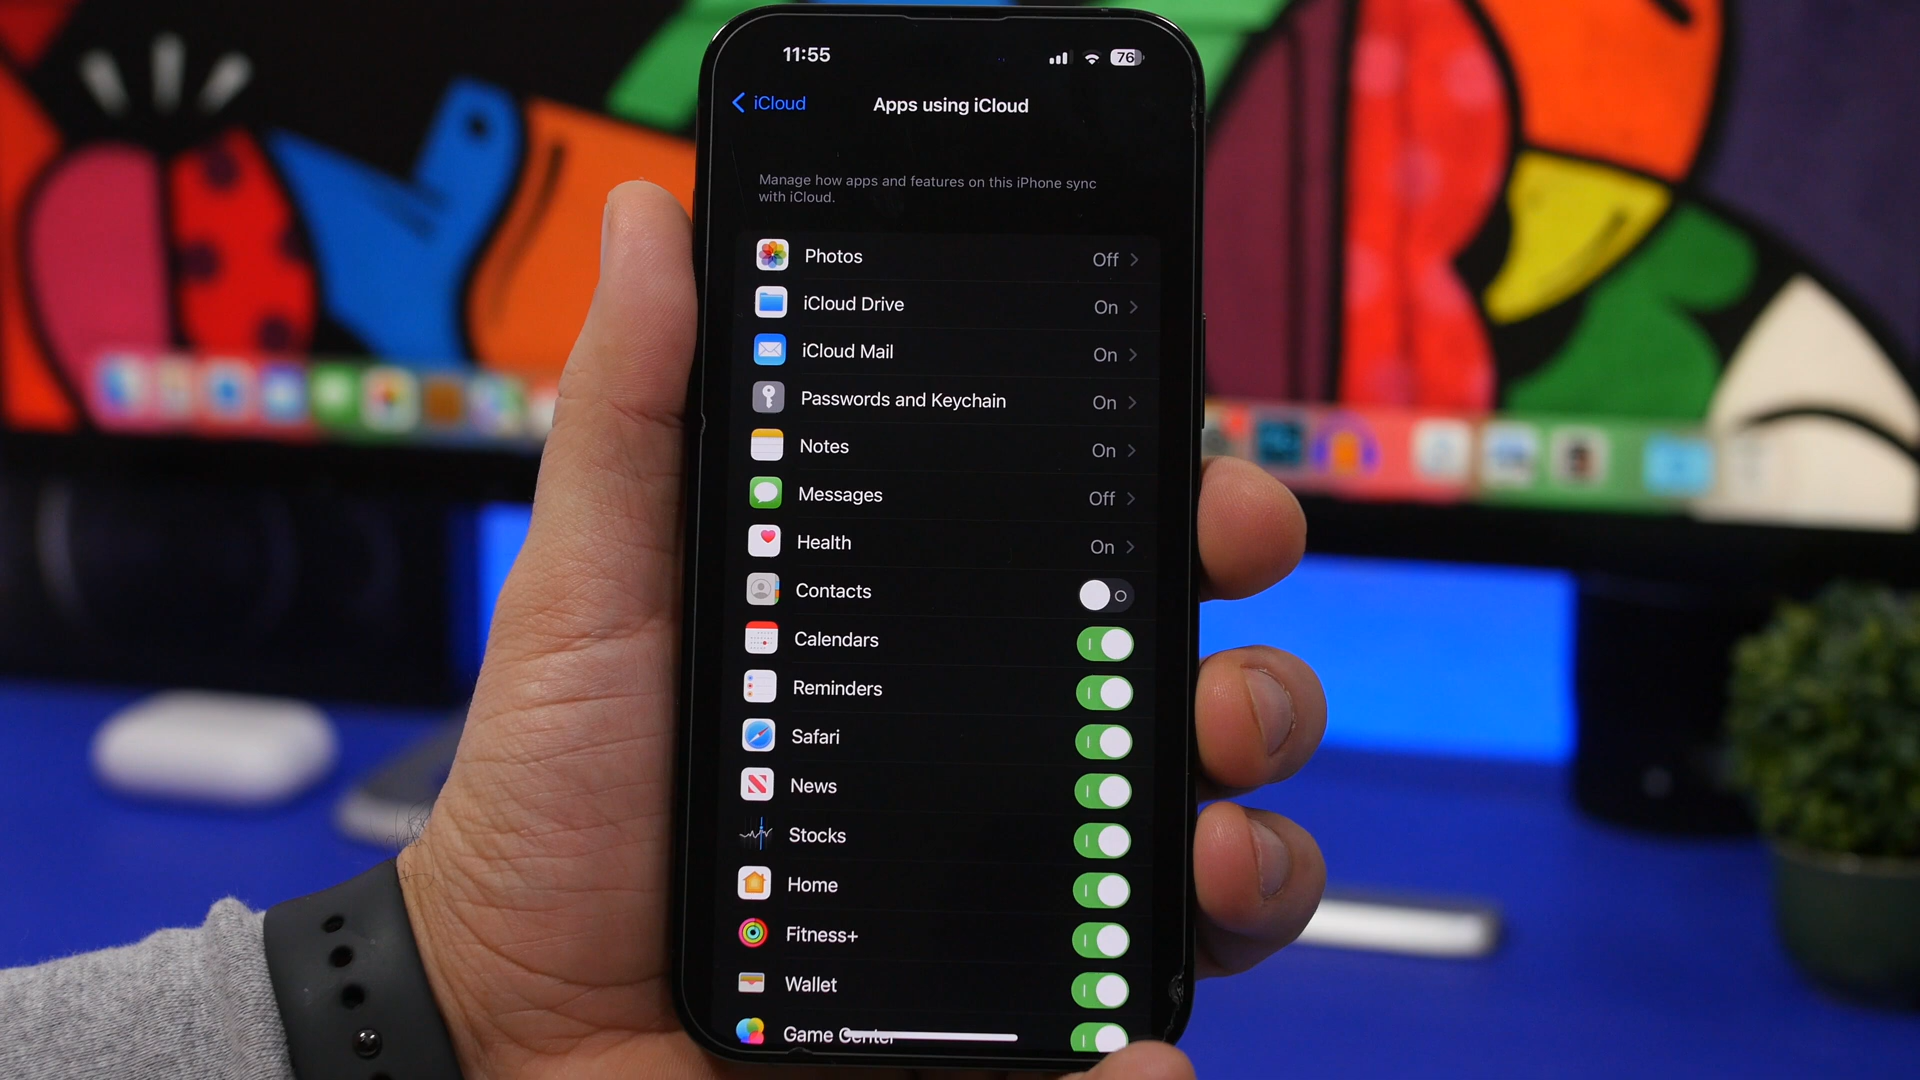 11:55
76
iCloud
Apps using iCloud
Manage how apps and features on this iPhone sync
with iCloud.
Photos Off
iCloud Drive On
iCloud Mail On
Passwords and Keychain On
Notes On
Messages Off
Health On
Contacts
Calendars
Reminders
Safari
News
Stocks
Home
Fitness+
Wallet
Game Center